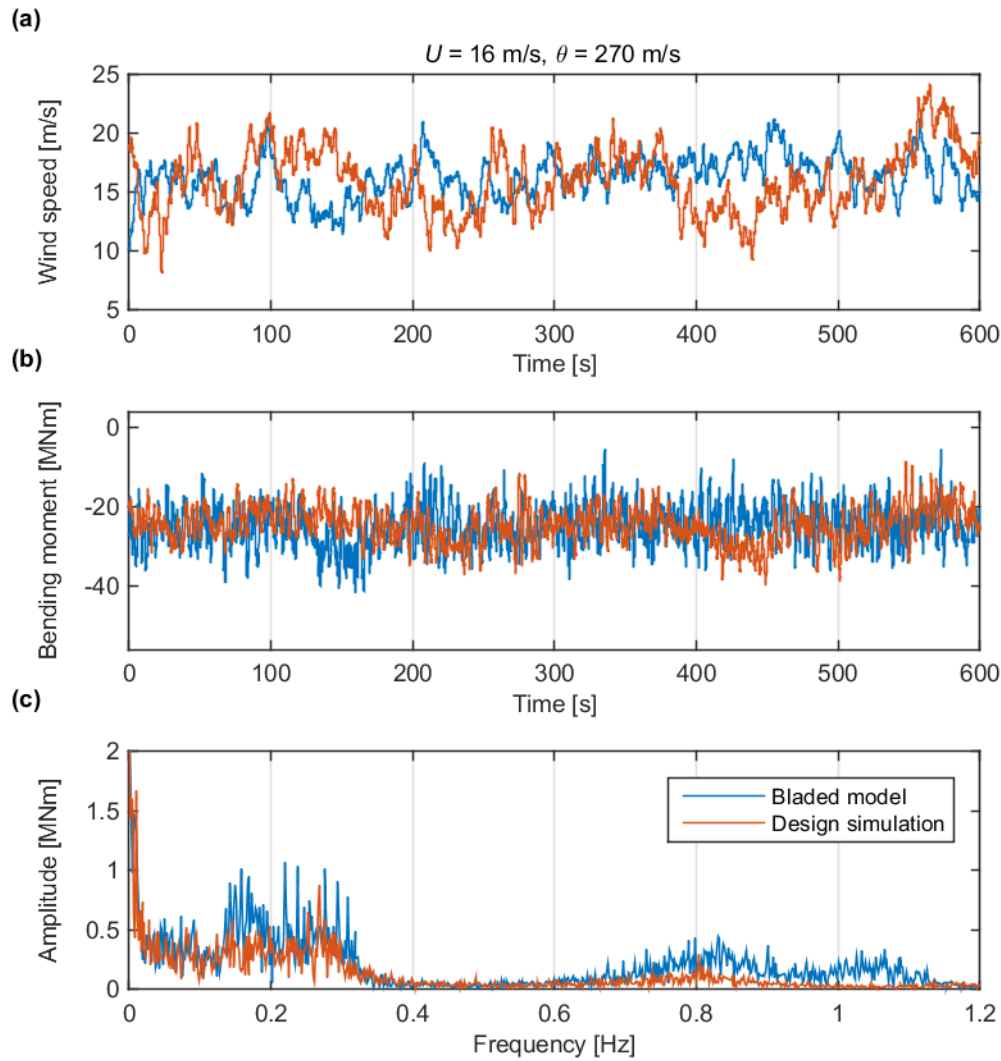 (a)
U = 16 m/s, θ = 270 m/s
Wind speed [m/s]
25
20
15
10
5
0 100 200 300 400 500 600
Time [s]
(b)
Bending moment [MNm]
0
-20
-40
0 100 200 300 400 500 600
Time [s]
(c)
Amplitude [MNm]
2
1.5
1
0.5
0
Bladed model
Design simulation
0 0.2 0.4 0.6 0.8 1 1.2
Frequency [Hz]